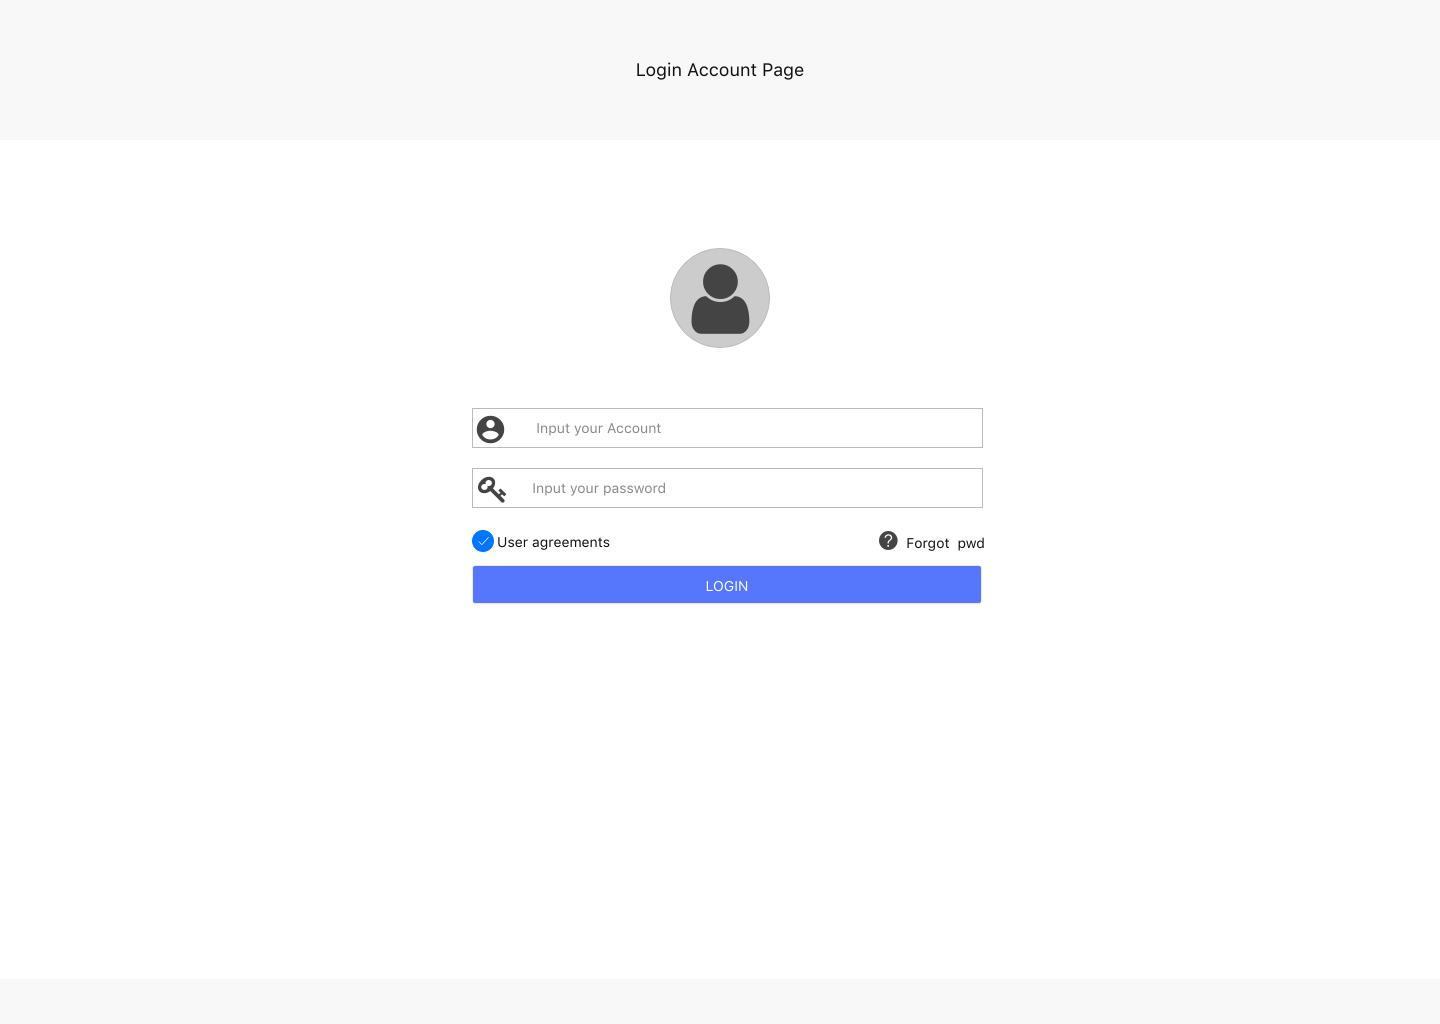 Login Account Page
Input your Account
Input your password
User agreements
Forgot pwd
LOGIN